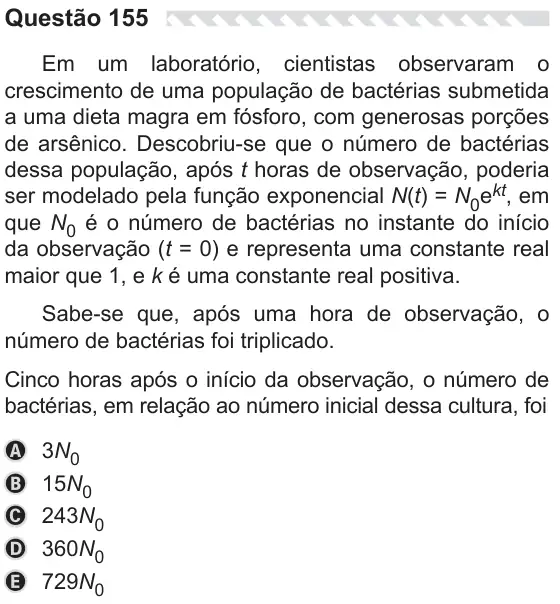 Questão 155
Em um laboratório, cientistas observaram o
crescimento de uma população de bactérias submetida
a uma dieta magra em fósforo, com generosas porções
de arsênico. Descobriu-se que o número de bactérias
dessa população, após t horas de observação, poderia
ser modelado pela função exponencial N(t) = N₀eᵏᵗ, em
que N₀ é o número de bactérias no instante do início
da observação (t = 0) e representa uma constante real
maior que 1, e k é uma constante real positiva.
Sabe-se que, após uma hora de observação, o
número de bactérias foi triplicado.
Cinco horas após o início da observação, o número de
bactérias, em relação ao número inicial dessa cultura, foi
A 3N₀
B 15N₀
C 243N₀
D 360N₀
E 729N₀